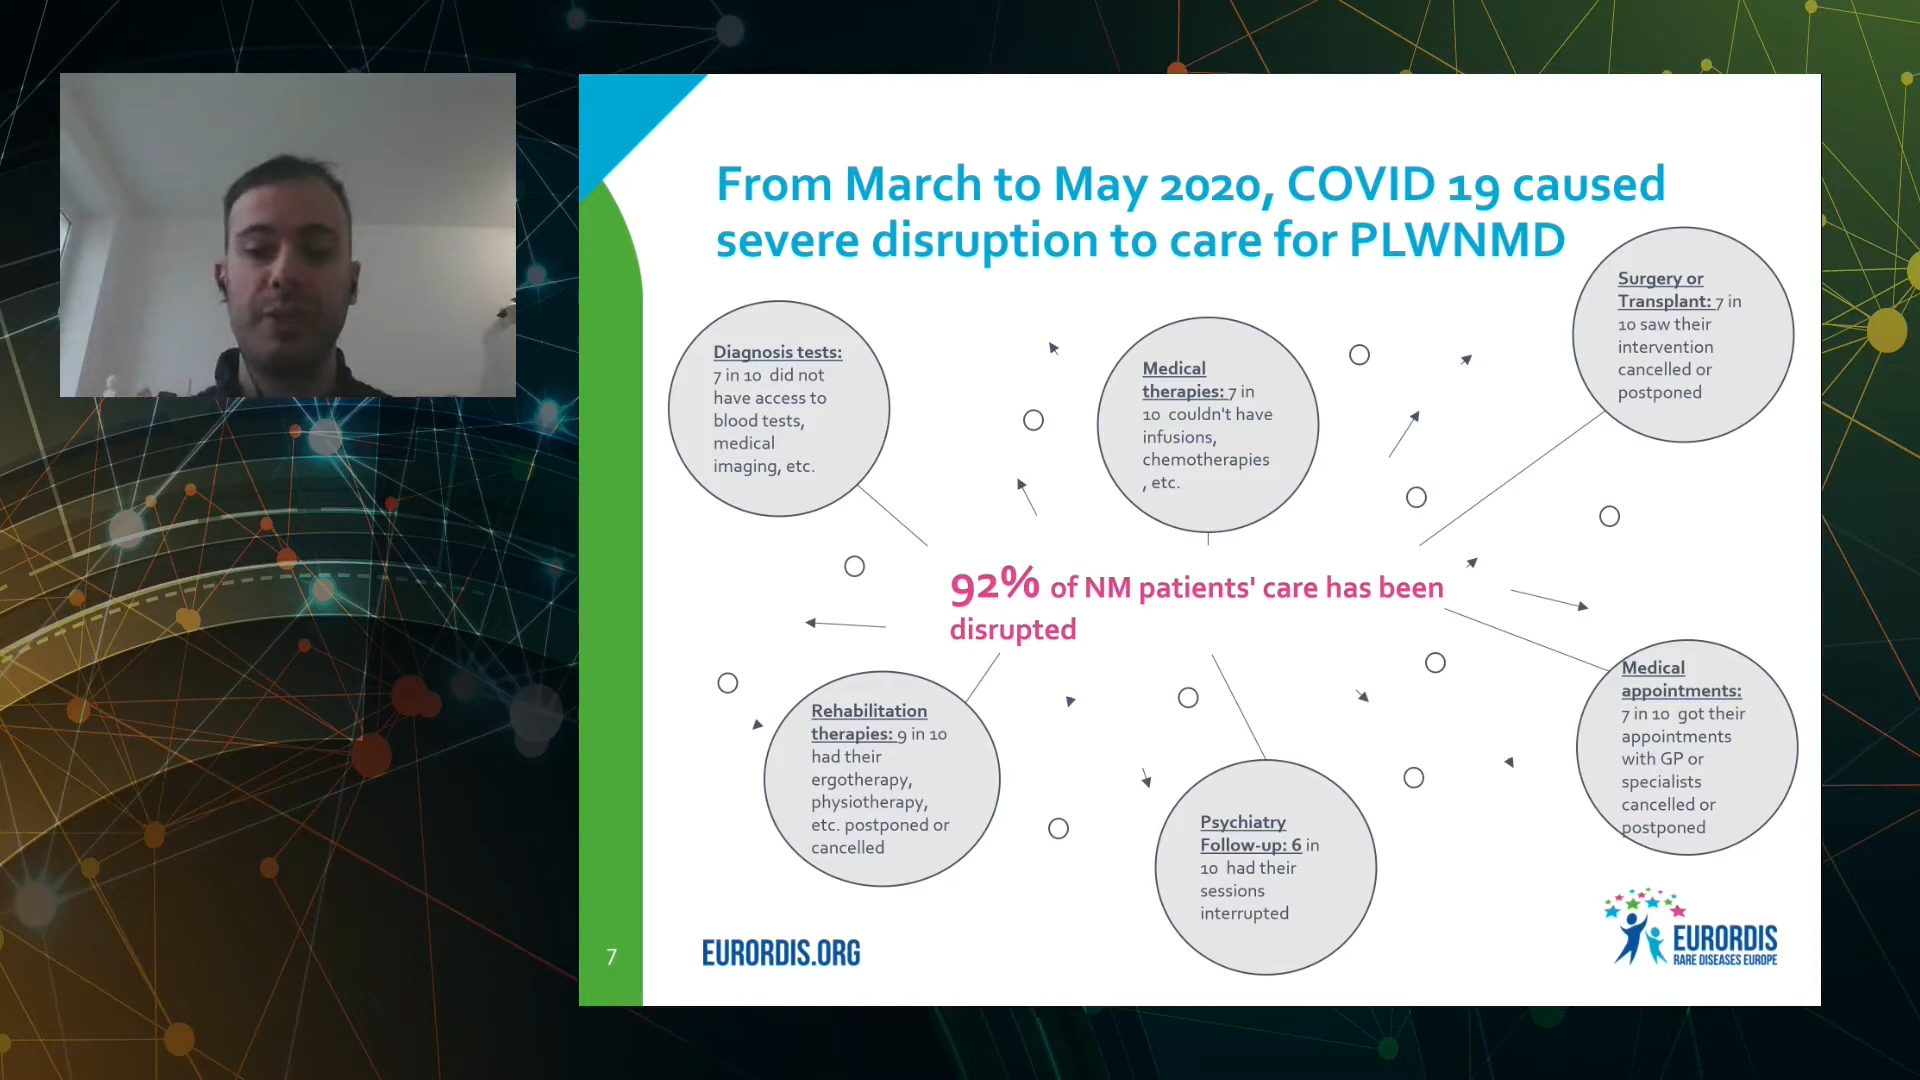 From March to May 2020, COVID 19 caused
severe disruption to care for PLWNMD
Diagnosis tests:
7 in 10 did not
have access to
blood tests,
medical
imaging, etc.
Medical
therapies: 7 in
10 couldn't have
infusions,
chemotherapies
, etc.
Surgery or
Transplant: 7 in
10 saw their
intervention
cancelled or
postponed
92% of NM patients' care has been
disrupted
Rehabilitation
therapies: 9 in 10
had their
ergotherapy,
physiotherapy,
etc. postponed or
cancelled
Psychiatry
Follow-up: 6 in
10 had their
sessions
interrupted
Medical
appointments:
7 in 10 got their
appointments
with GP or
specialists
cancelled or
postponed
7
EURORDIS.ORG
EURORDIS
RARE DISEASES EUROPE